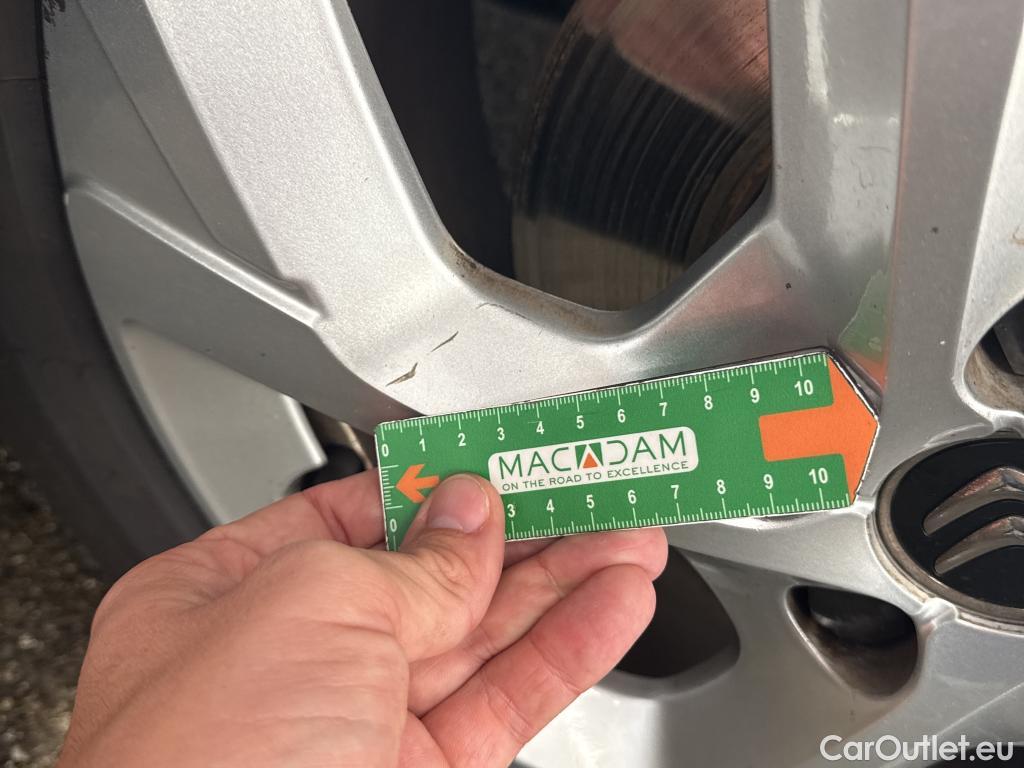 0 1 2 3 4 5 6 7 8 9 10
MACADAM
ON THE ROAD TO EXCELLENCE
0 3 4 5 6 7 8 9 10
CarOutlet.eu